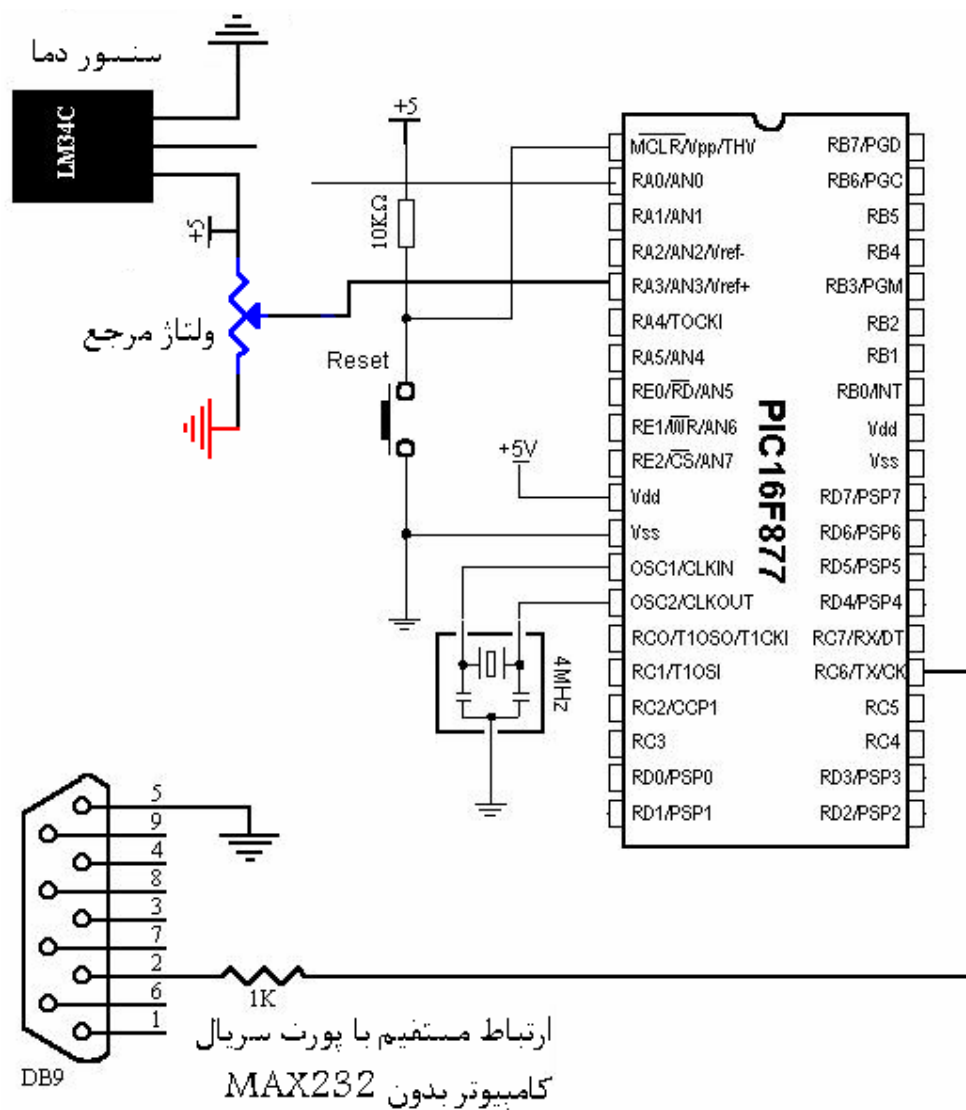 سنسور دما
LM34C
+5
ولتاژ مرجع
+5
10KΩ
Reset
+5V
4MHz
PIC16F877
MCLR/Vpp/THV
RA0/AN0
RA1/AN1
RA2/AN2/Vref-
RA3/AN3/Vref+
RA4/TOCKI
RA5/AN4
RE0/RD/AN5
RE1/WR/AN6
RE2/CS/AN7
Vdd
Vss
OSC1/CLKIN
OSC2/CLKOUT
RCO/T1OSO/T1CKI
RC1/T1OSI
RC2/CCP1
RC3
RD0/PSP0
RD1/PSP1
RB7/PGD
RB6/PGC
RB5
RB4
RB3/PGM
RB2
RB1
RB0/INT
Vdd
Vss
RD7/PSP7
RD6/PSP6
RD5/PSP5
RD4/PSP4
RC7/RX/DT
RC6/TX/CK
RC5
RC4
RD3/PSP3
RD2/PSP2
5
9
4
8
3
7
2
6
1
1K
DB9
ارتباط مستفیم با پورت سریال
کامپیوتر بدون MAX232